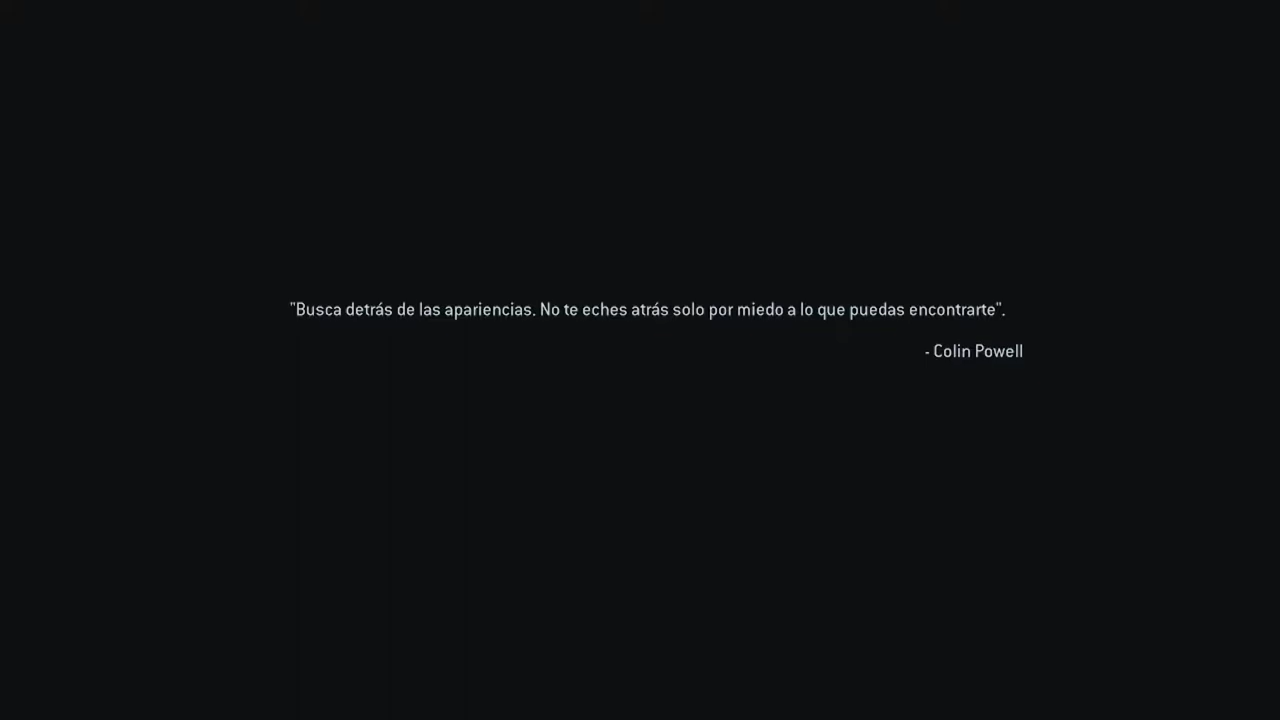 "Busca detrás de las apariencias. No te eches atrás solo por miedo a lo que puedas encontrarte".
- Colin Powell